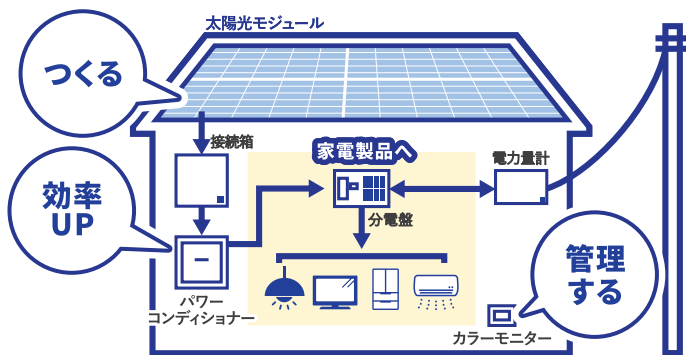 太陽光モジュール
つくる
接続箱
家電製品へ
電力量計
効率
UP
分電盤
管理
する
パワー
コンディショナー
カラーモニター